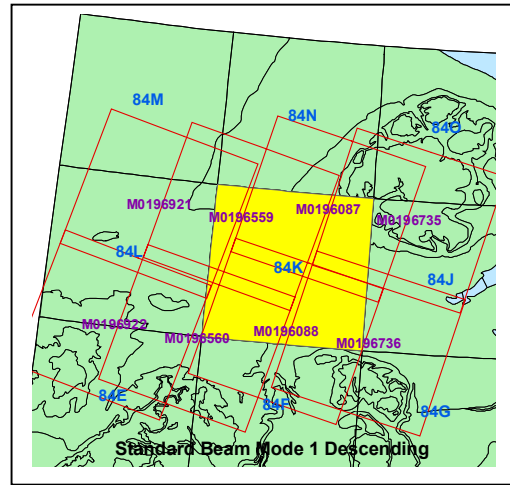 84M
84N
84O
M0196921
M0196559
M0196087
M0196735
84L
84K
84J
M0196922
M0196560
M0196088
M0196736
84E
84F
84G
Standard Beam Mode 1 Descending